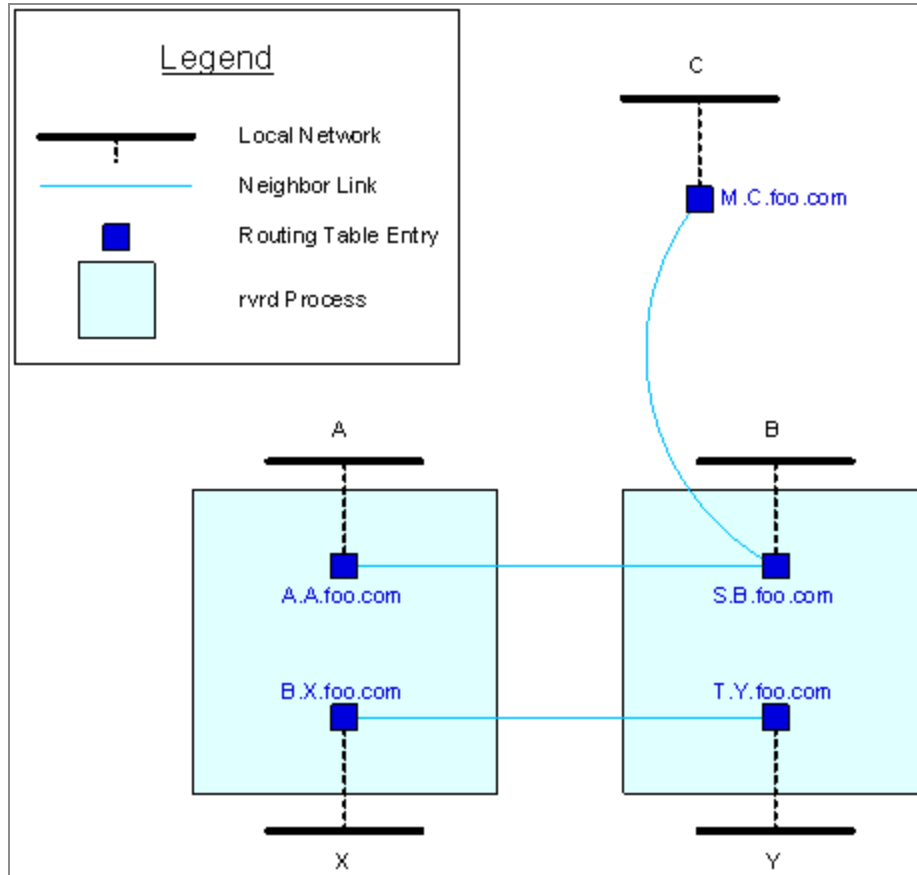 Legend
Local Network
Neighbor Link
Routing Table Entry
rvrd Process
C
M.C.foo.com
A
B
A.A.foo.com
S.B.foo.com
B.X.foo.com
T.Y.foo.com
X
Y